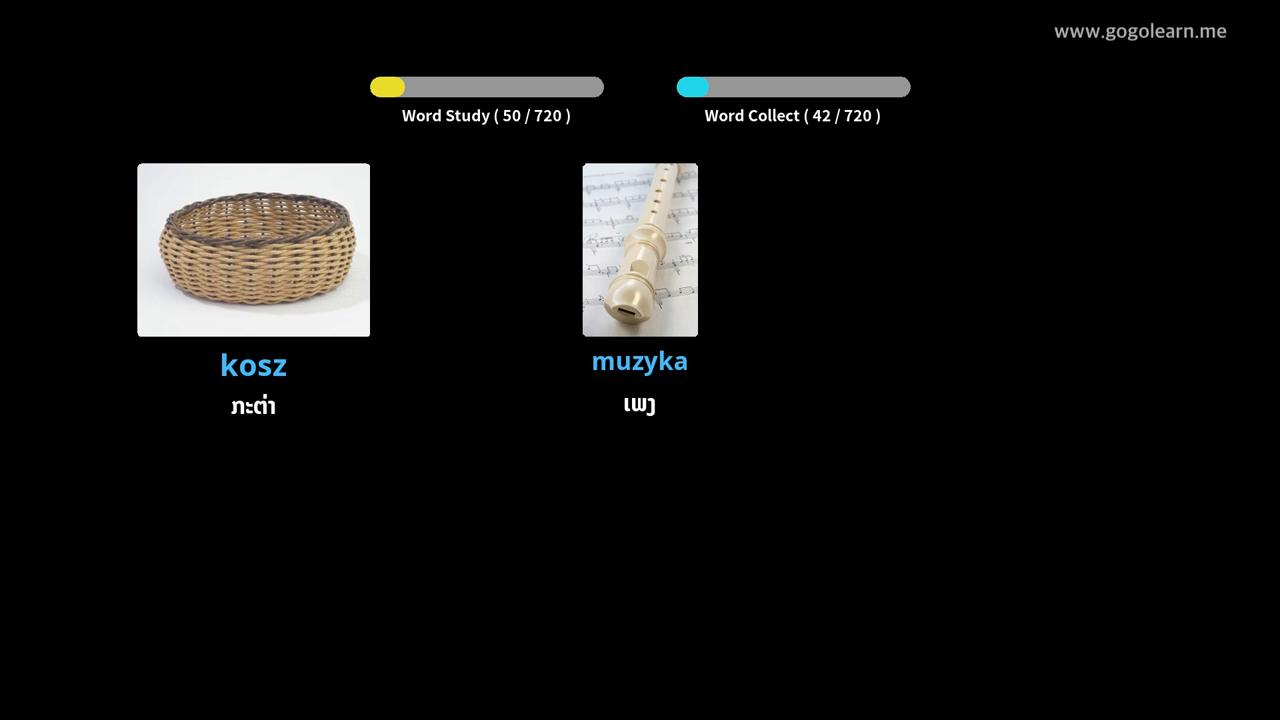 www.gogolearn.me
Word Study ( 50 / 720 )
Word Collect ( 42 / 720 )
kosz
ກະຕ່າ
muzyka
ເພງ